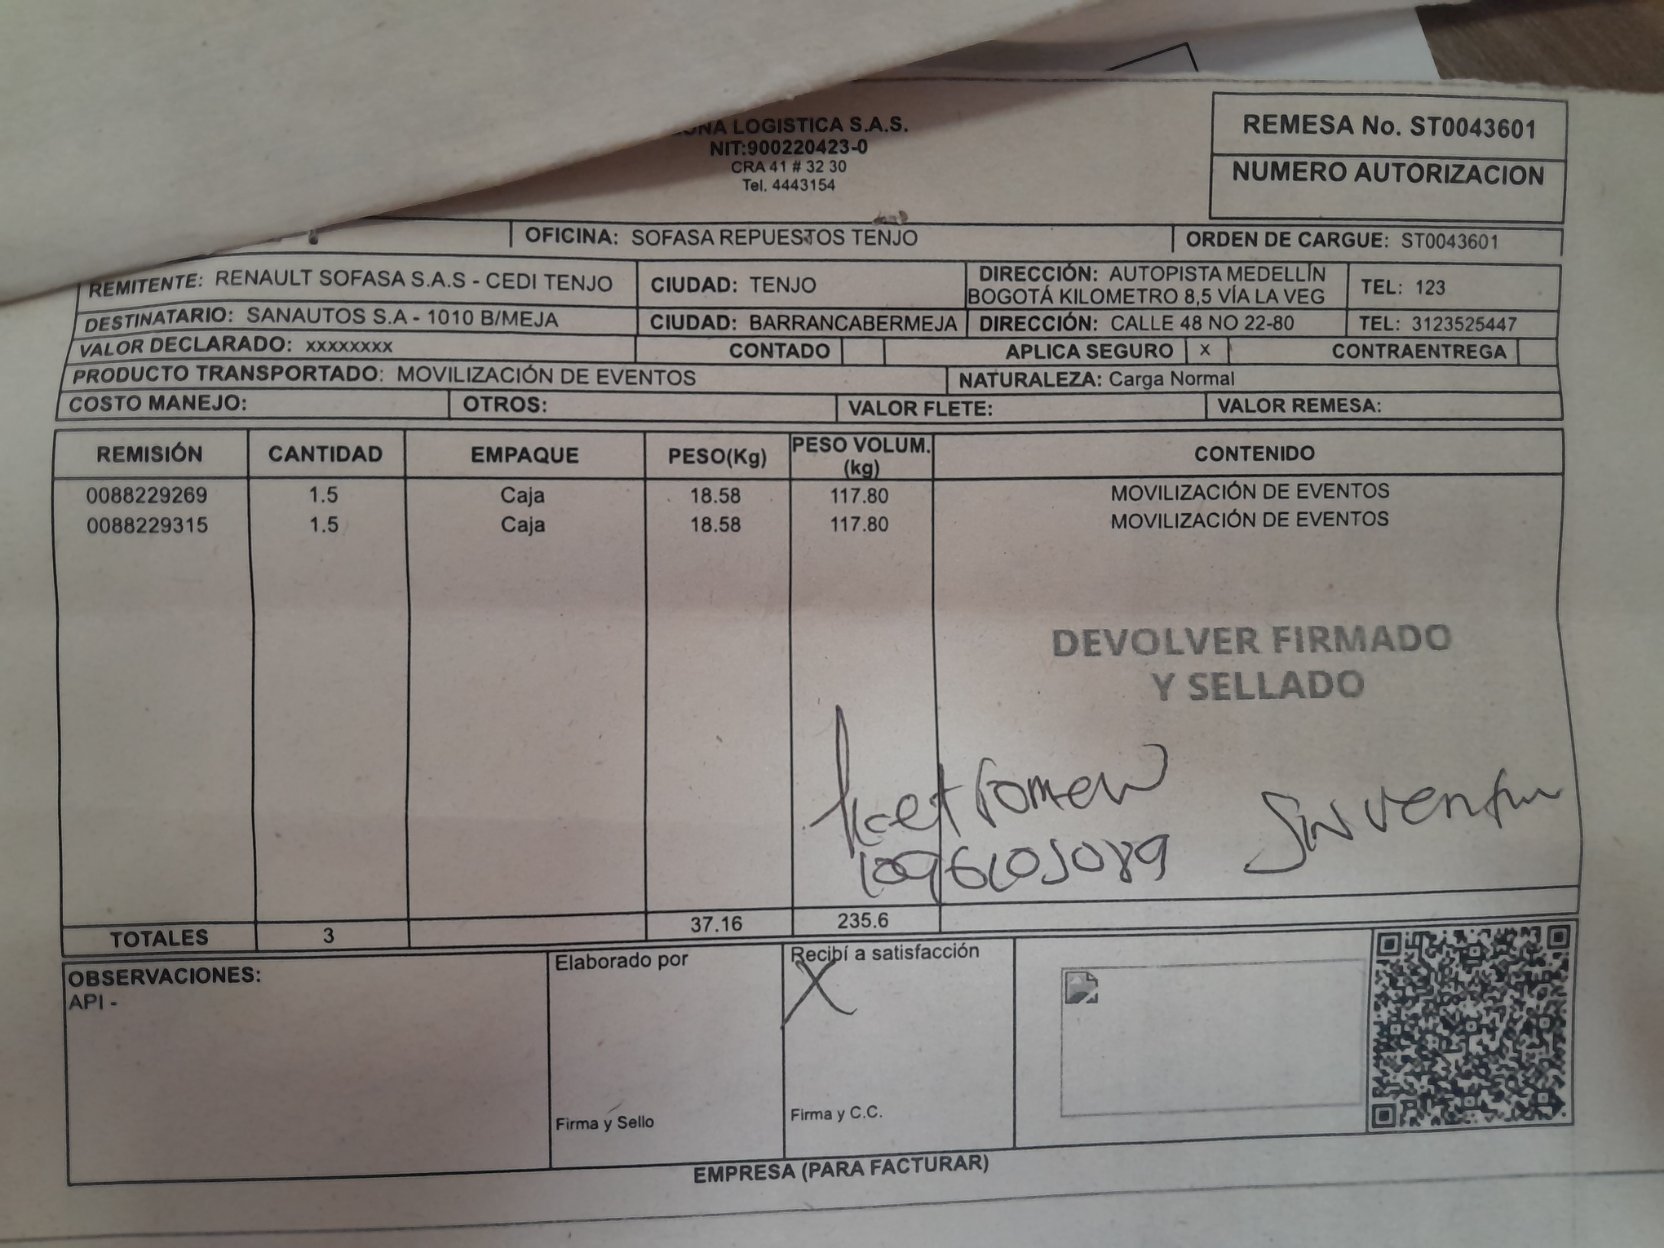 LOGISTICA S.A.S.
NIT:900220423-0
CRA 41 # 32 30
Tel. 4443154
REMESA No. ST0043601
NUMERO AUTORIZACION
OFICINA: SOFASA REPUESTOS TENJO
ORDEN DE CARGUE: ST0043601
REMITENTE: RENAULT SOFASA S.A.S - CEDI TENJO
CIUDAD: TENJO
DIRECCIÓN: AUTOPISTA MEDELLÍN
BOGOTÁ KILOMETRO 8,5 VÍA LA VEG
TEL: 123
DESTINATARIO: SANAUTOS S.A - 1010 B/MEJA
CIUDAD: BARRANCABERMEJA
DIRECCIÓN: CALLE 48 NO 22-80
TEL: 3123525447
VALOR DECLARADO: xxxxxxxx
CONTADO
APLICA SEGURO x
CONTRAENTREGA
PRODUCTO TRANSPORTADO: MOVILIZACIÓN DE EVENTOS
NATURALEZA: Carga Normal
COSTO MANEJO:
OTROS:
VALOR FLETE:
VALOR REMESA:
REMISIÓN CANTIDAD EMPAQUE PESO(Kg) PESO VOLUM. (kg) CONTENIDO
0088229269 1.5 Caja 18.58 117.80 MOVILIZACIÓN DE EVENTOS
0088229315 1.5 Caja 18.58 117.80 MOVILIZACIÓN DE EVENTOS
DEVOLVER FIRMADO
Y SELLADO
TOTALES 3 37.16 235.6
OBSERVACIONES:
API -
Elaborado por
Firma y Sello
Recibí a satisfacción
X
Firma y C.C.
EMPRESA (PARA FACTURAR)